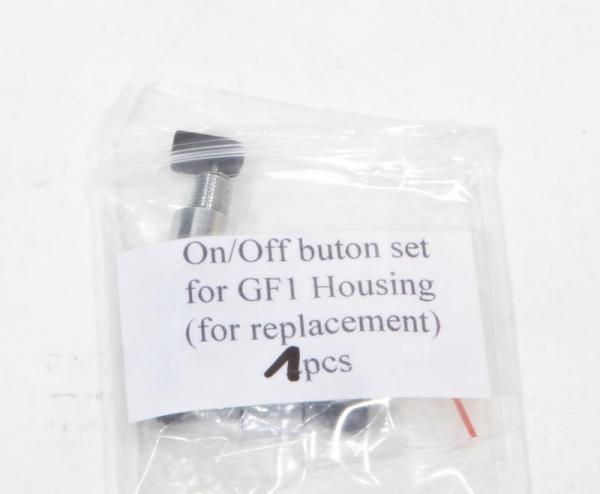 On/Off buton set
for GF1 Housing
(for replacement)
1pcs